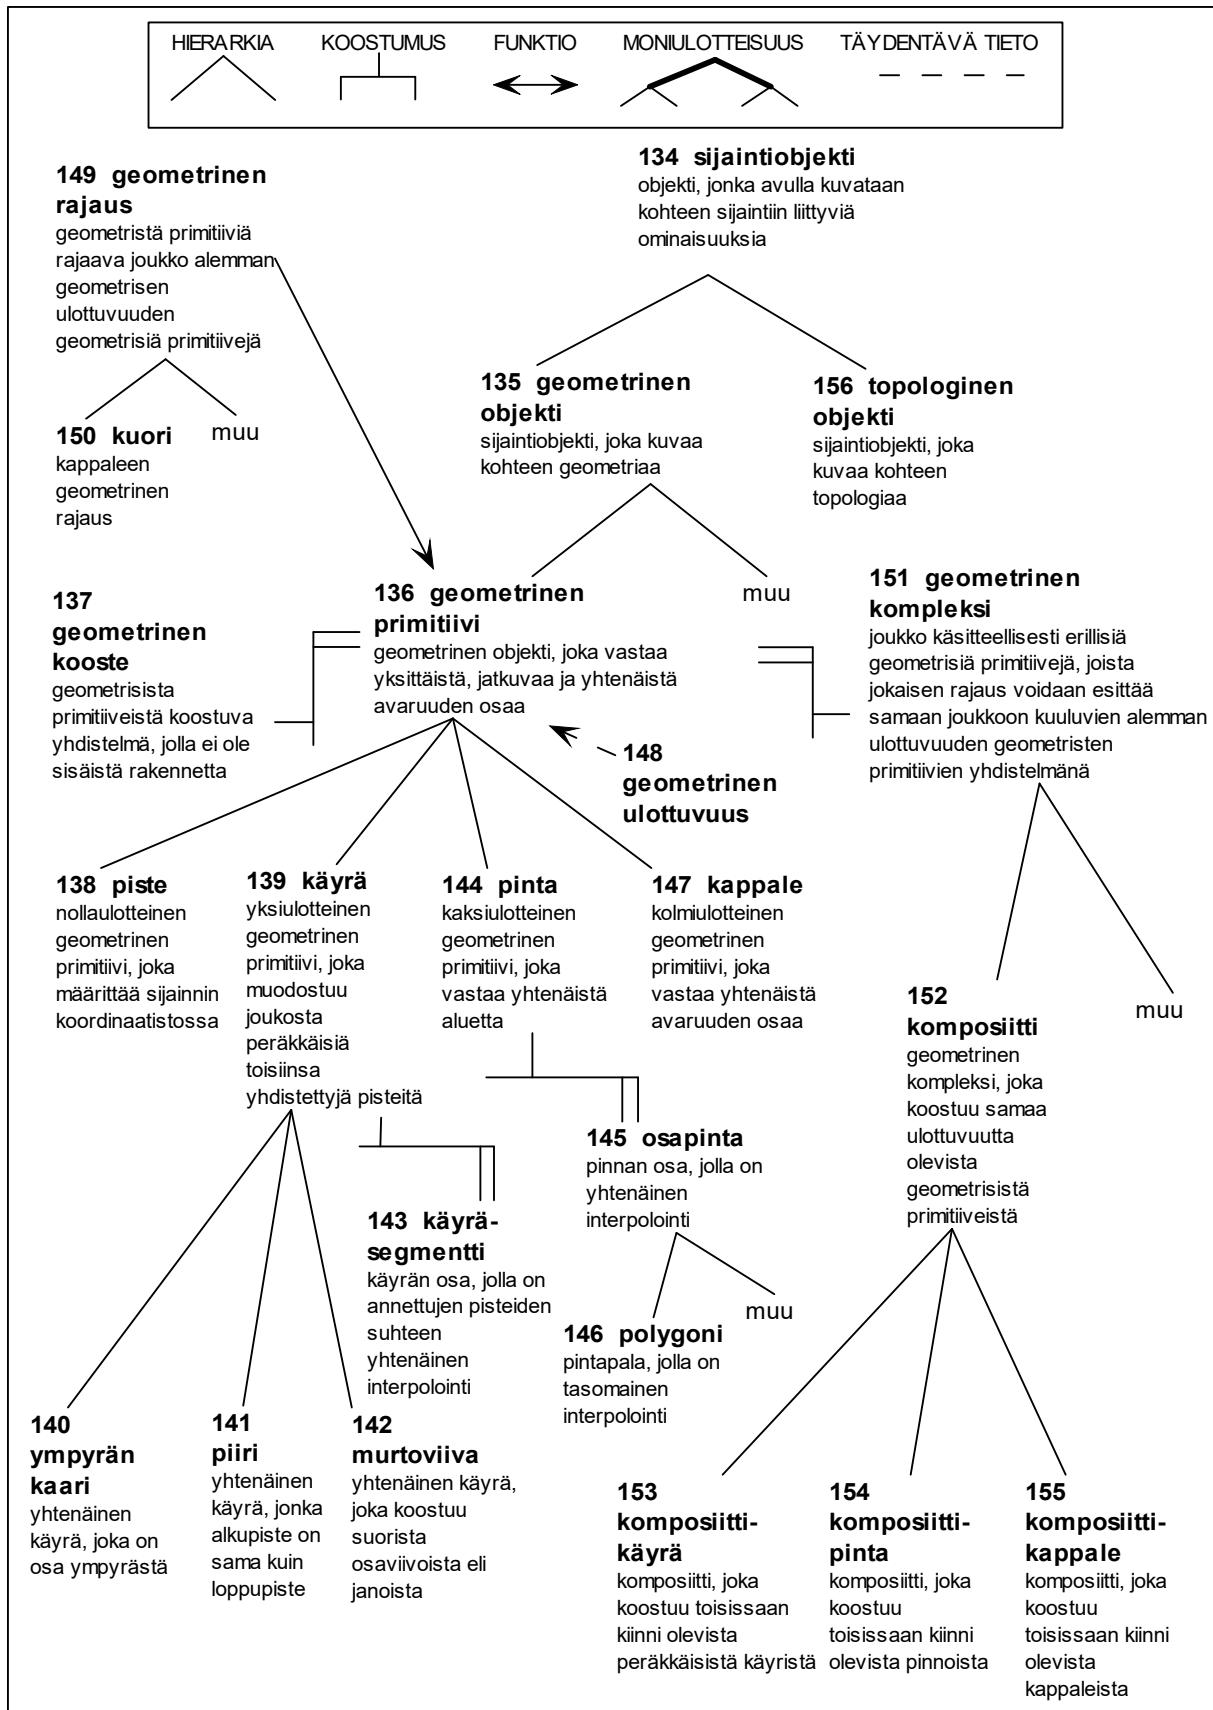 HIERARKIA KOOSTUMUS FUNKTIO MONIULOTTEISUUS TÄYDENTÄVÄ TIETO
149 geometrinen
rajaus
geometristä primitiiviä
rajaava joukko alemman
geometrisen
ulottuvuuden
geometrisiä primitiivejä
134 sijaintiobjekti
objekti, jonka avulla kuvataan
kohteen sijaintiin liittyviä
ominaisuuksia
150 kuori
kappaleen
geometrinen
rajaus
muu
135 geometrinen
objekti
sijaintiobjekti, joka kuvaa
kohteen geometriaa
156 topologinen
objekti
sijaintiobjekti, joka
kuvaa kohteen
topologiaa
137
geometrinen
kooste
geometrisista
primitiiveistä koostuva
yhdistelmä, jolla ei ole
sisäistä rakennetta
136 geometrinen
primitiivi
geometrinen objekti, joka vastaa
yksittäistä, jatkuvaa ja yhtenäistä
avaruuden osaa
muu
151 geometrinen
kompleksi
joukko käsitteellisesti erillisiä
geometrisiä primitiivejä, joista
jokaisen rajaus voidaan esittää
samaan joukkoon kuuluvien alemman
ulottuvuuden geometristen
primitiivien yhdistelmänä
148
geometrinen
ulottuvuus
138 piste
nollaulotteinen
geometrinen
primitiivi, joka
määrittää sijainnin
koordinaatistossa
139 käyrä
yksiulotteinen
geometrinen
primitiivi, joka
muodostuu
joukosta
peräkkäisiä
toisiinsa
yhdistettyjä pisteitä
144 pinta
kaksiulotteinen
geometrinen
primitiivi, joka
vastaa yhtenäistä
aluetta
147 kappale
kolmiulotteinen
geometrinen
primitiivi, joka
vastaa yhtenäistä
avaruuden osaa
152
komposiitti
geometrinen
kompleksi, joka
koostuu samaa
ulottuvuutta
olevista
geometrisistä
primitiiveistä
muu
145 osapinta
pinnan osa, jolla on
yhtenäinen
interpolointi
143 käyrä-
segmentti
käyrän osa, jolla on
annettujen pisteiden
suhteen
yhtenäinen
interpolointi
146 polygoni
pintapala, jolla on
tasomainen
interpolointi
muu
140
ympyrän
kaari
yhtenäinen
käyrä, joka on
osa ympyrästä
141
piiri
yhtenäinen
käyrä, jonka
alkupiste on
sama kuin
loppupiste
142
murtoviiva
yhtenäinen käyrä,
joka koostuu
suorista
osaviivoista eli
janoista
153
komposiitti-
käyrä
komposiitti, joka
koostuu toisissaan
kiinni olevista
peräkkäisistä käyristä
154
komposiitti-
pinta
komposiitti, joka
koostuu
toisissaan kiinni
olevista pinnoista
155
komposiitti-
kappale
komposiitti, joka
koostuu
toisissaan kiinni
olevista
kappaleista